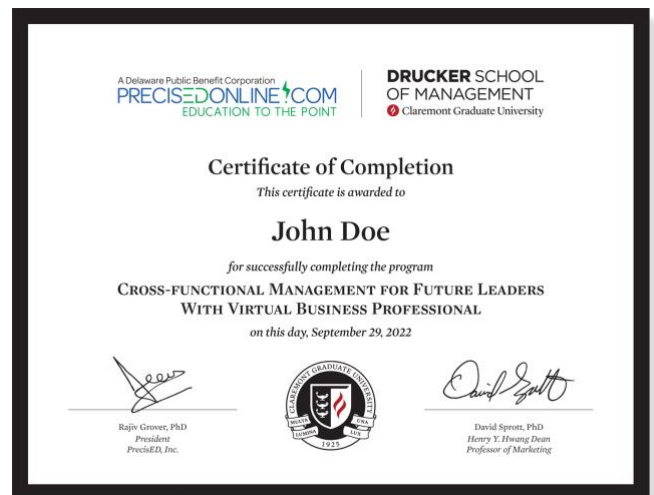 A Delaware Public Benefit Corporation
PRECISEDONLINE.COM
EDUCATION TO THE POINT
DRUCKER SCHOOL
OF MANAGEMENT
Claremont Graduate University
Certificate of Completion
This certificate is awarded to
John Doe
for successfully completing the program
CROSS-FUNCTIONAL MANAGEMENT FOR FUTURE LEADERS
WITH VIRTUAL BUSINESS PROFESSIONAL
on this day, September 29, 2022
CLAREMONT GRADUATE UNIVERSITY
MULTA
LUMINA
UNA
LUX
1925
Rajiv Grover, PhD
President
PrecisED, Inc.
David Sprott
David Sprott, PhD
Henry Y. Hwang Dean
Professor of Marketing